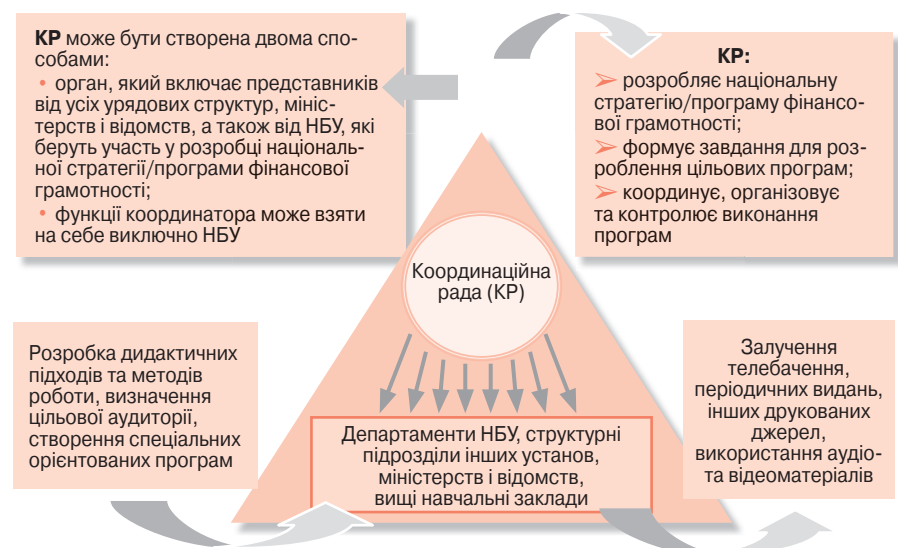 КР може бути створена двома спо-
собами:
• орган, який включає представників
від усіх урядових структур, мініс-
терств і відомств, а також від НБУ, які
беруть участь у розробці національ-
ної стратегії/програми фінансової
грамотності;
• функції координатора може взяти
на себе виключно НБУ
КР:
➢ розробляє національну
стратегію/програму фінансо-
вої грамотності;
➢ формує завдання для роз-
роблення цільових програм;
➢ координує, організовує
та контролює виконання
програм
Координаційна
рада (КР)
Розробка дидактичних
підходів та методів
роботи, визначення
цільової аудиторії,
створення спеціальних
орієнтованих програм
Департаменти НБУ, структурні
підрозділи інших установ,
міністерств і відомств,
вищі навчальні заклади
Залучення
телебачення,
періодичних видань,
інших друкованих
джерел,
використання аудіо-
та відеоматеріалів